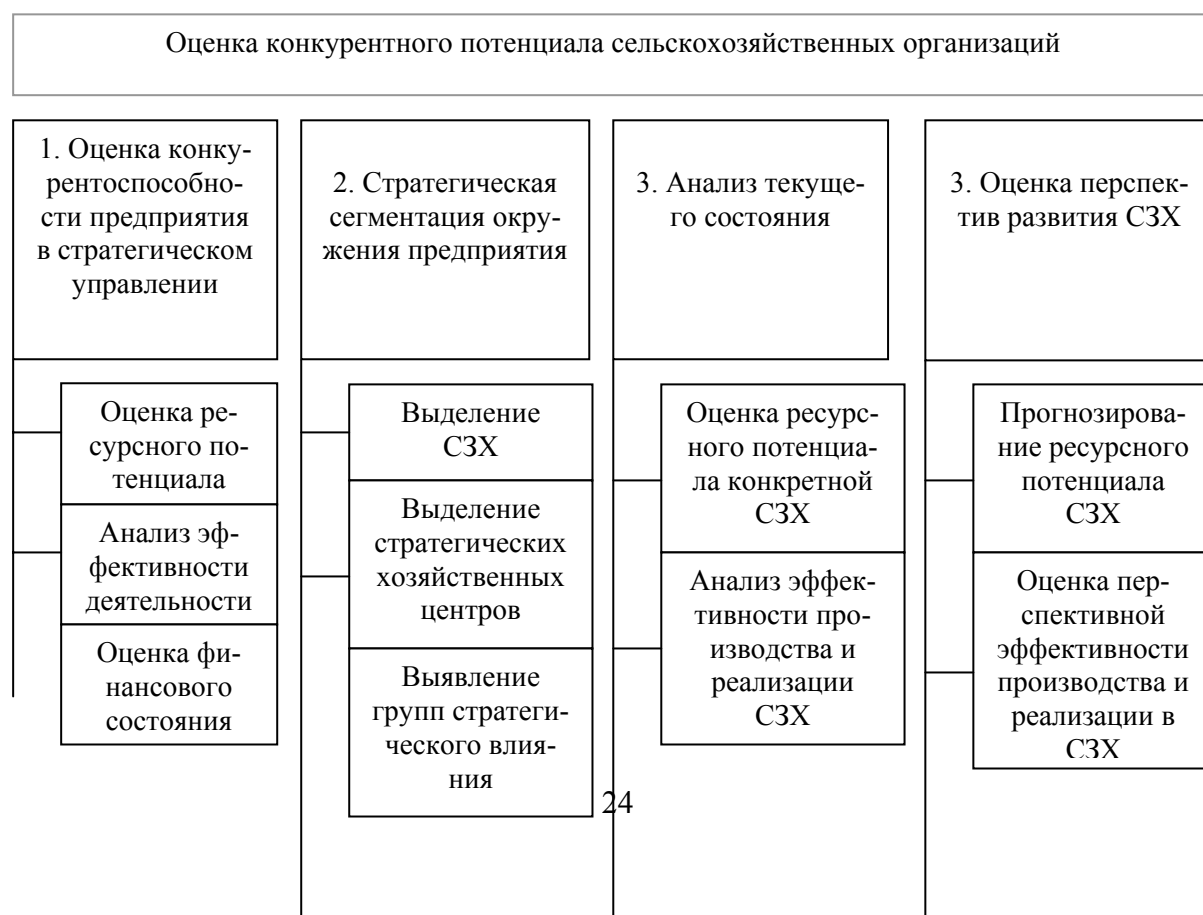 Оценка конкурентного потенциала сельскохозяйственных организаций
1. Оценка конку-
рентоспособно-
сти предприятия
в стратегическом
управлении
2. Стратегическая
сегментация окру-
жения предприятия
3. Анализ текуще-
го состояния
3. Оценка перспек-
тив развития СЗХ
Оценка ре-
сурсного по-
тенциала
Анализ эф-
фективности
деятельности
Оценка фи-
нансового
состояния
Выделение
СЗХ
Выделение
стратегических
хозяйственных
центров
Выявление
групп стратеги-
ческого влия-
ния
Оценка ресурс-
ного потенциа-
ла конкретной
СЗХ
Анализ эффек-
тивности про-
изводства и
реализации
СЗХ
Прогнозирова-
ние ресурсного
потенциала
СЗХ
Оценка пер-
спективной
эффективности
производства и
реализации в
СЗХ
24